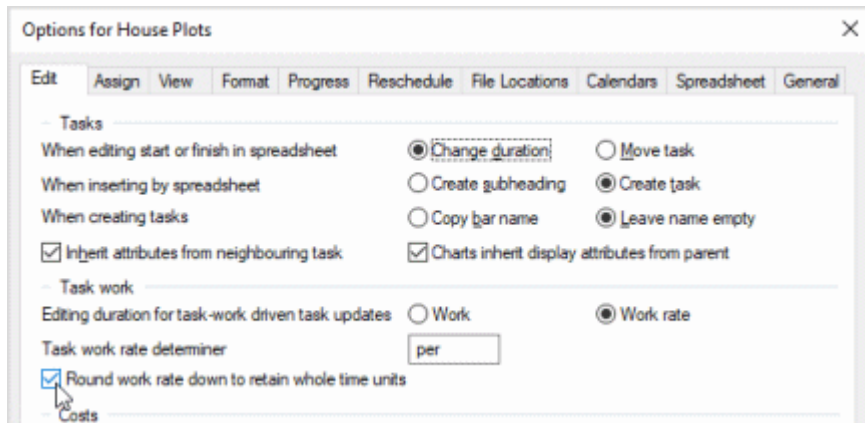 Options for House Plots
Edit Assign View Format Progress Reschedule File Locations Calendars Spreadsheet General
Tasks
When editing start or finish in spreadsheet Change duration Move task
When inserting by spreadsheet Create subheading Create task
When creating tasks Copy bar name Leave name empty
Inherit attributes from neighbouring task Charts inherit display attributes from parent
Task work
Editing duration for task-work driven task updates Work Work rate
Task work rate determiner per
Round work rate down to retain whole time units
Costs